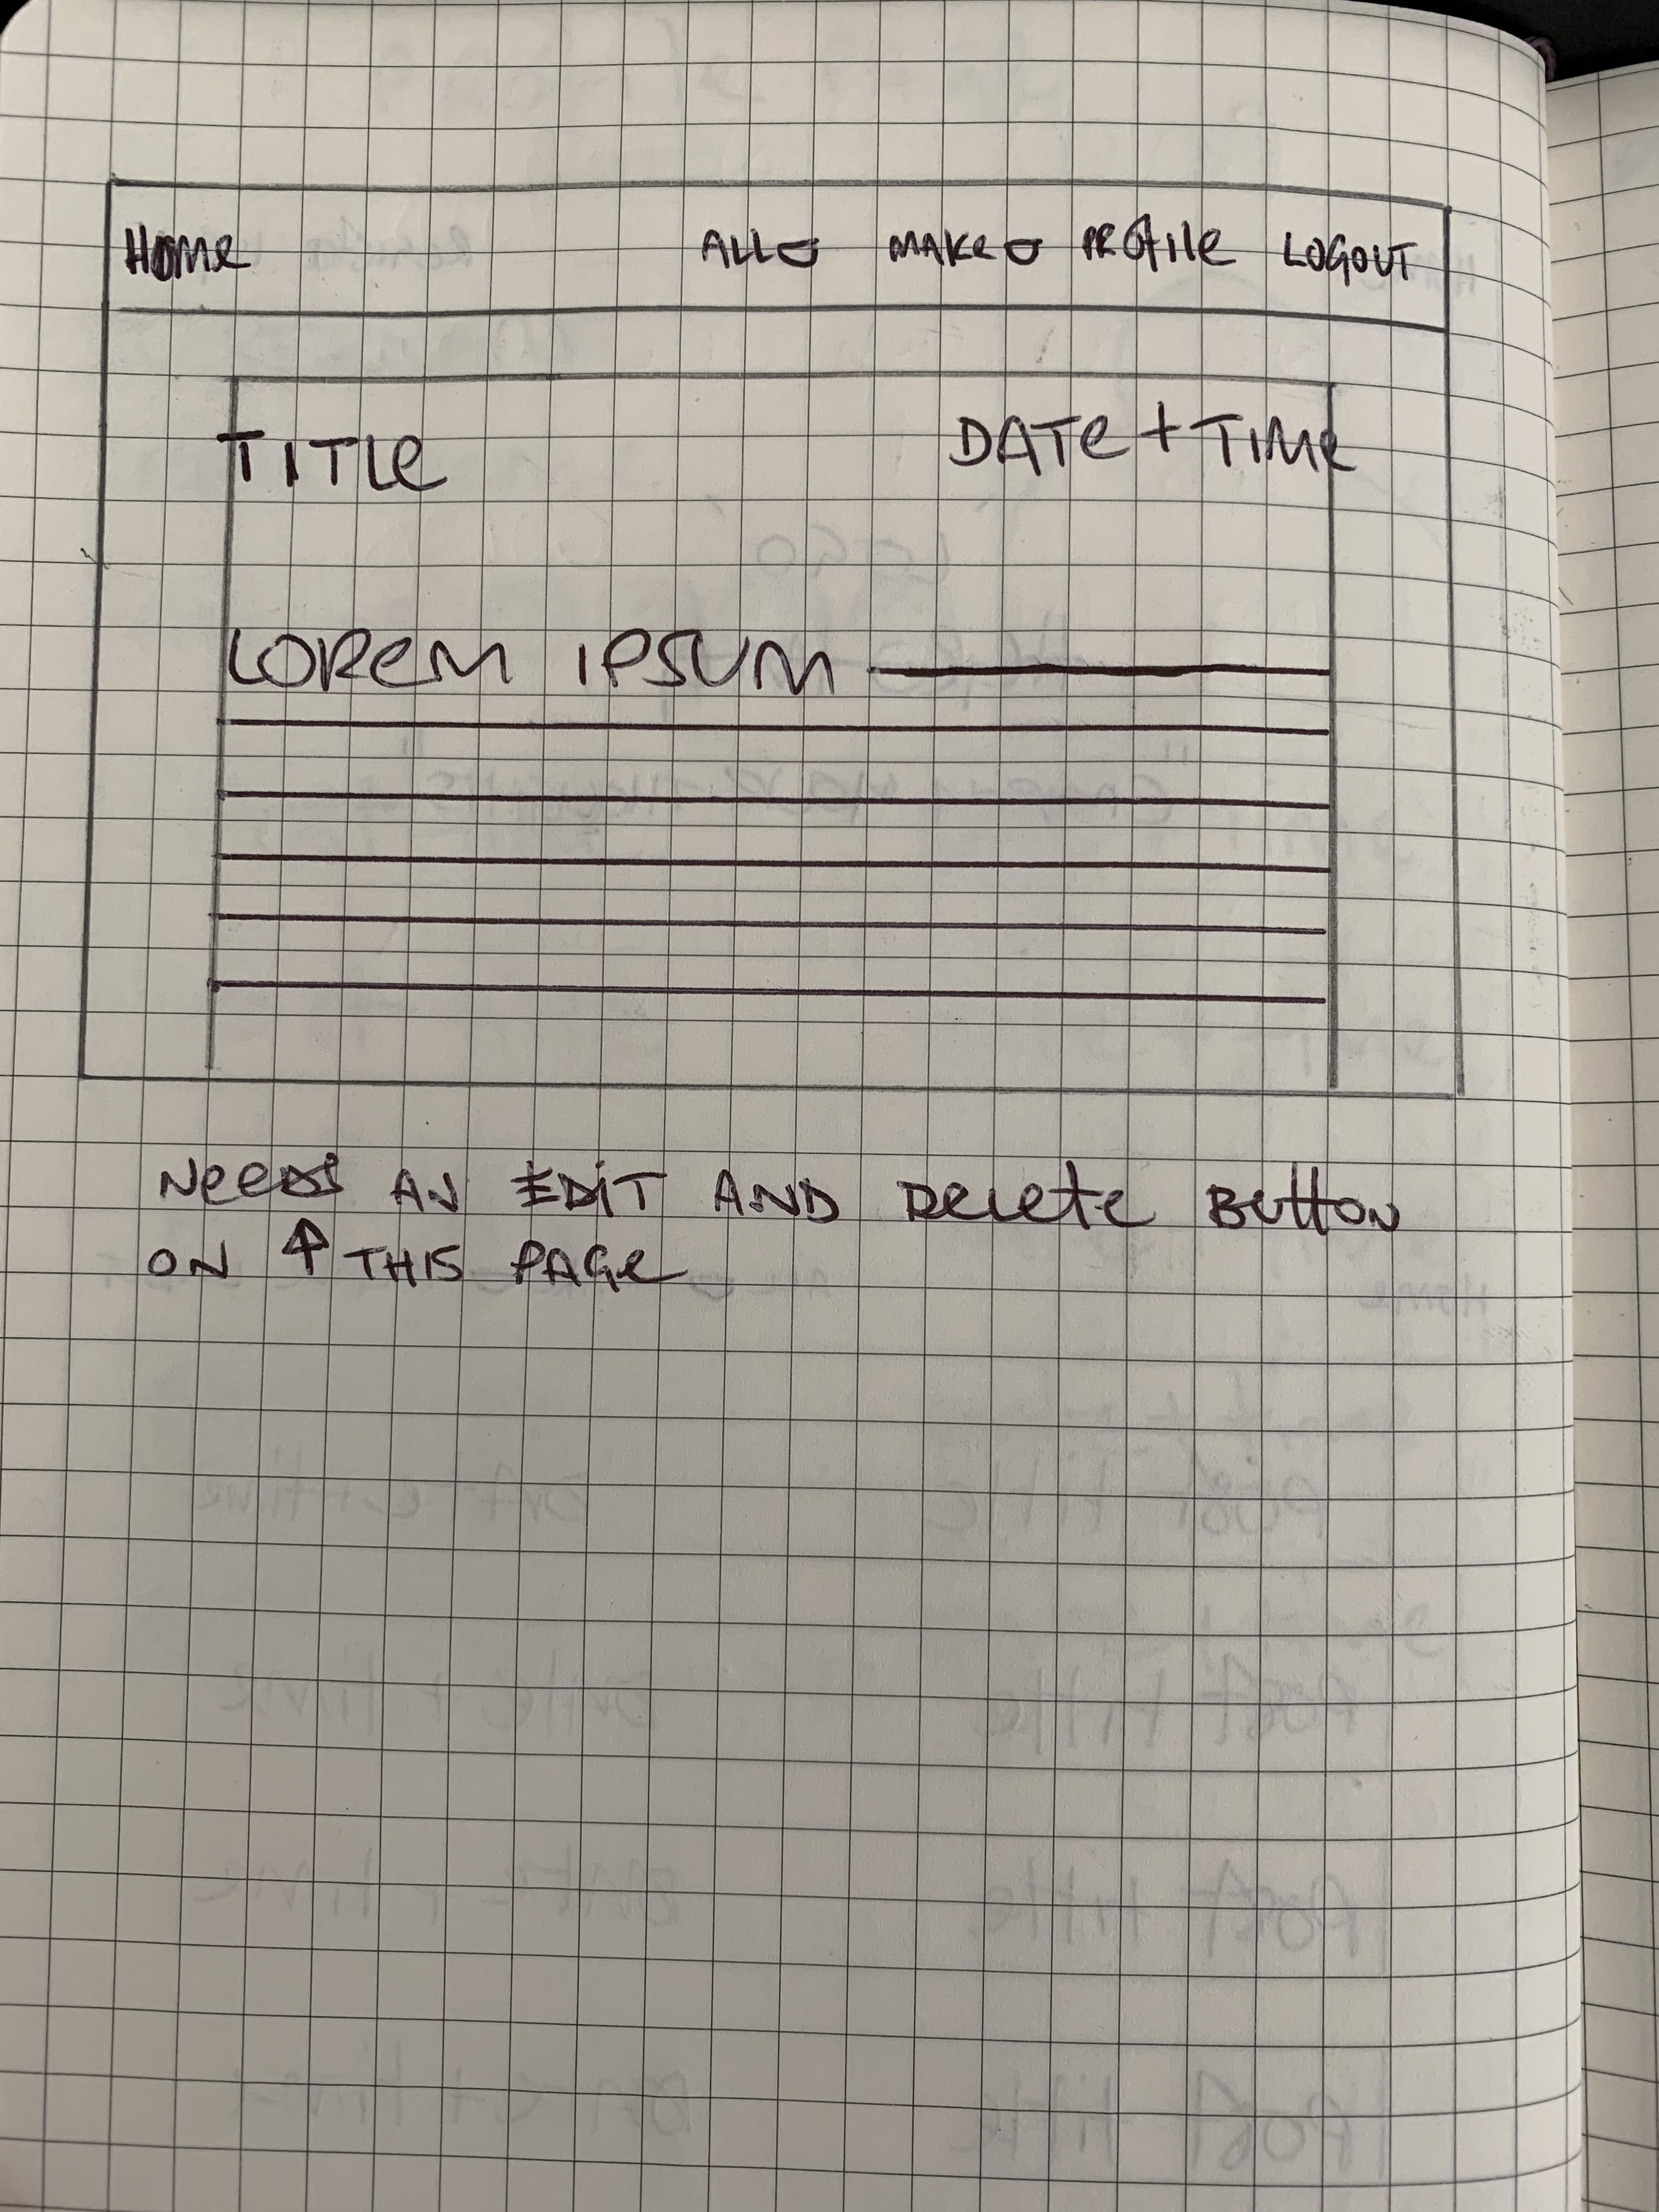 Home ALL MAKE PROfile LOGOUT
TITLe DATe + TIMe
LOReM IPSUM
NeeDS AN EDiT AND DeLete Button
ON ↑ THIS PAGe